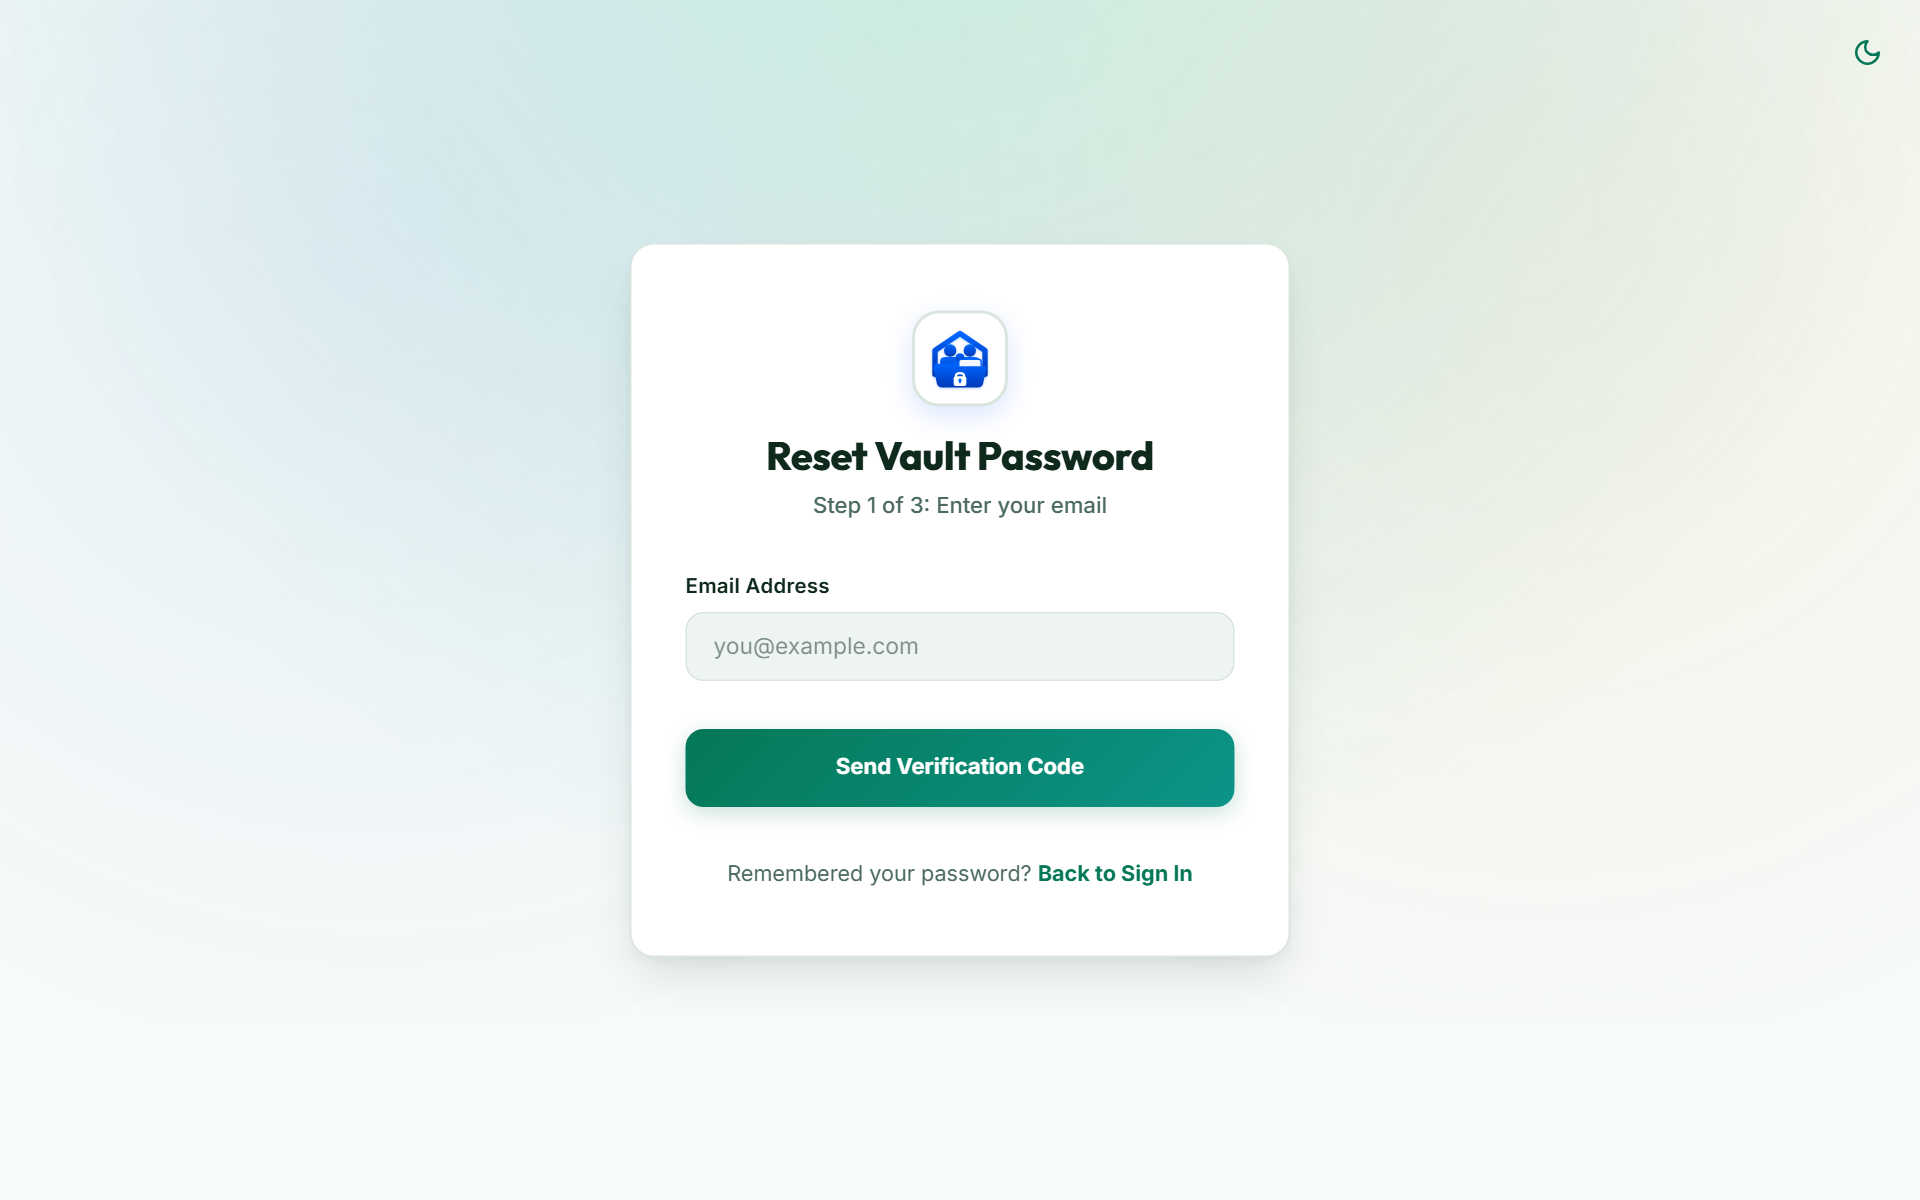 Reset Vault Password
Step 1 of 3: Enter your email
Email Address
you@example.com
Send Verification Code
Remembered your password? Back to Sign In